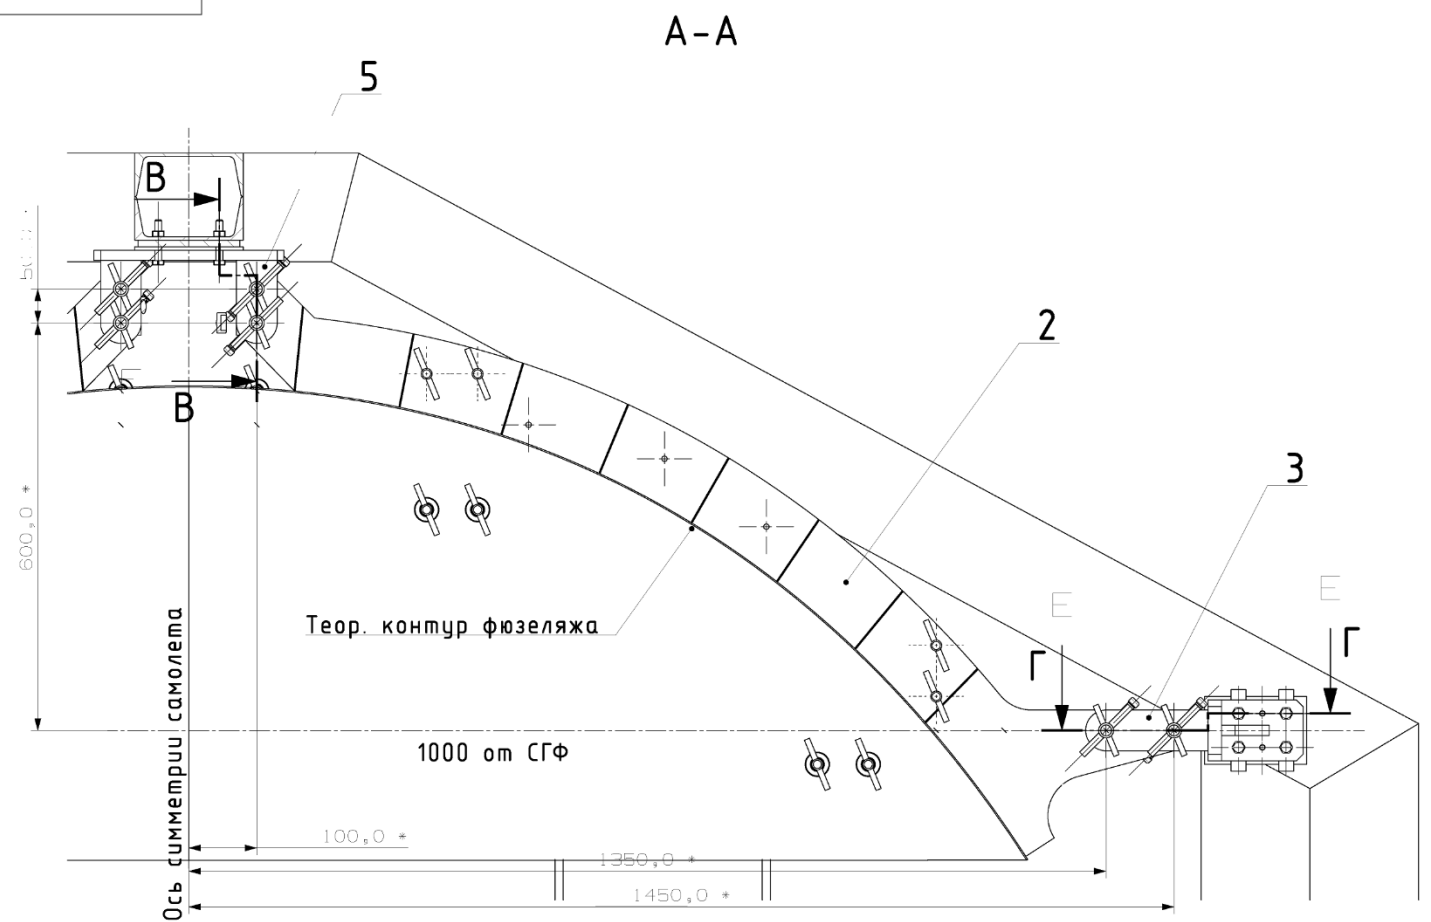 А-А
5
В
2
3
Е
Е
Г
Г
В
600,0 *
Теор. контур фюзеляжа
Ось симметрии самолета
1000 от СГФ
100,0 *
1350,0 *
1450,0 *